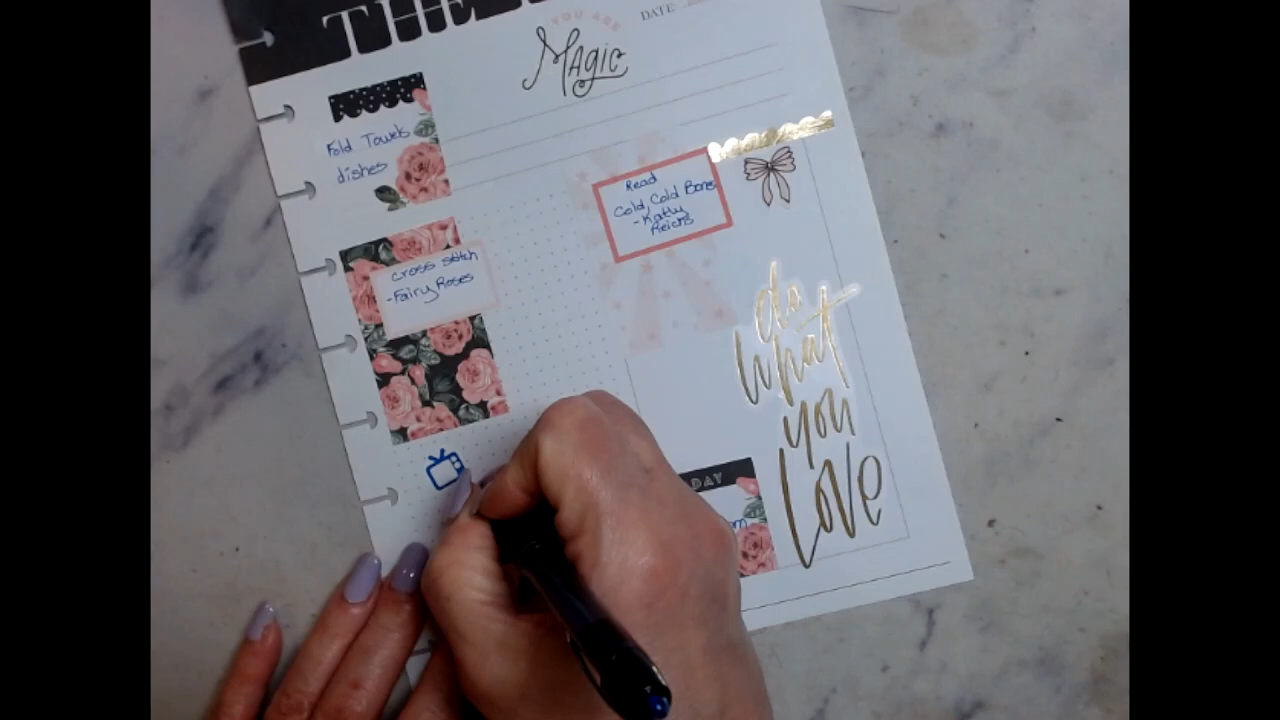 THE
YOU ARE
Magic
DATE
Fold Towels
dishes
Read
Cold Cold Bones
-Kathy
Reichs
cross stitch
-Fairy Roses
do
what
you
love
DAY